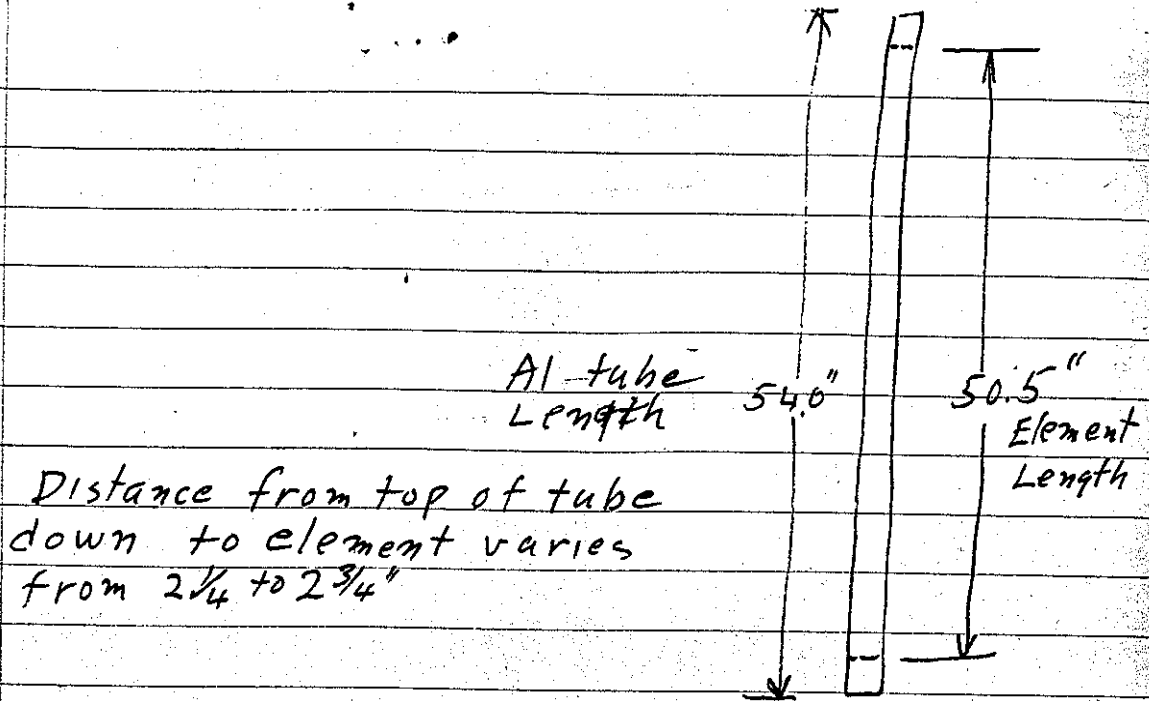 Al tube
Length
54.0"
50.5"
Element
Length
Distance from top of tube
down to element varies
from 2 1/4 to 2 3/4"